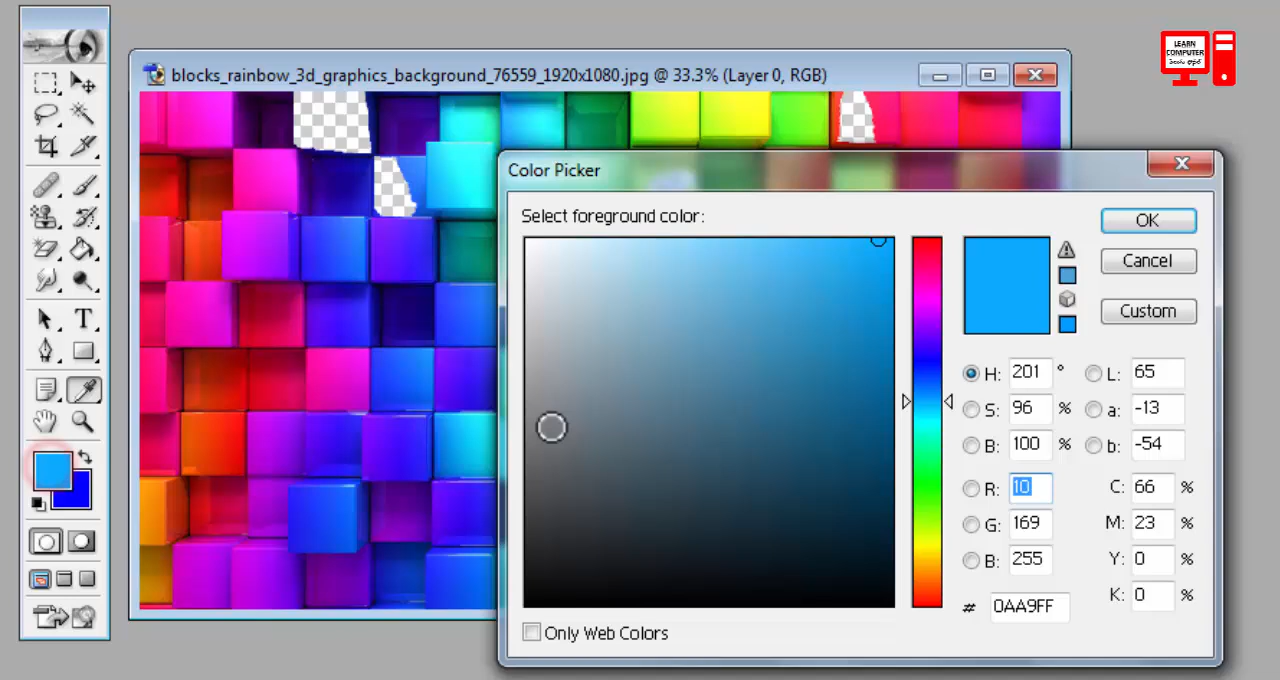 LEARN
COMPUTER
blocks_rainbow_3d_graphics_background_76559_1920x1080.jpg @ 33.3% (Layer 0, RGB)
Color Picker
Select foreground color:
OK
Cancel
Custom
H: 201 ° L: 65
S: 96 % a: -13
B: 100 % b: -54
R: 10 C: 66 %
G: 169 M: 23 %
B: 255 Y: 0 %
# 0AA9FF K: 0 %
Only Web Colors